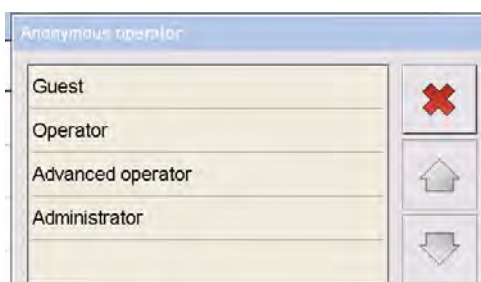 Anonymous operator
Guest
Operator
Advanced operator
Administrator